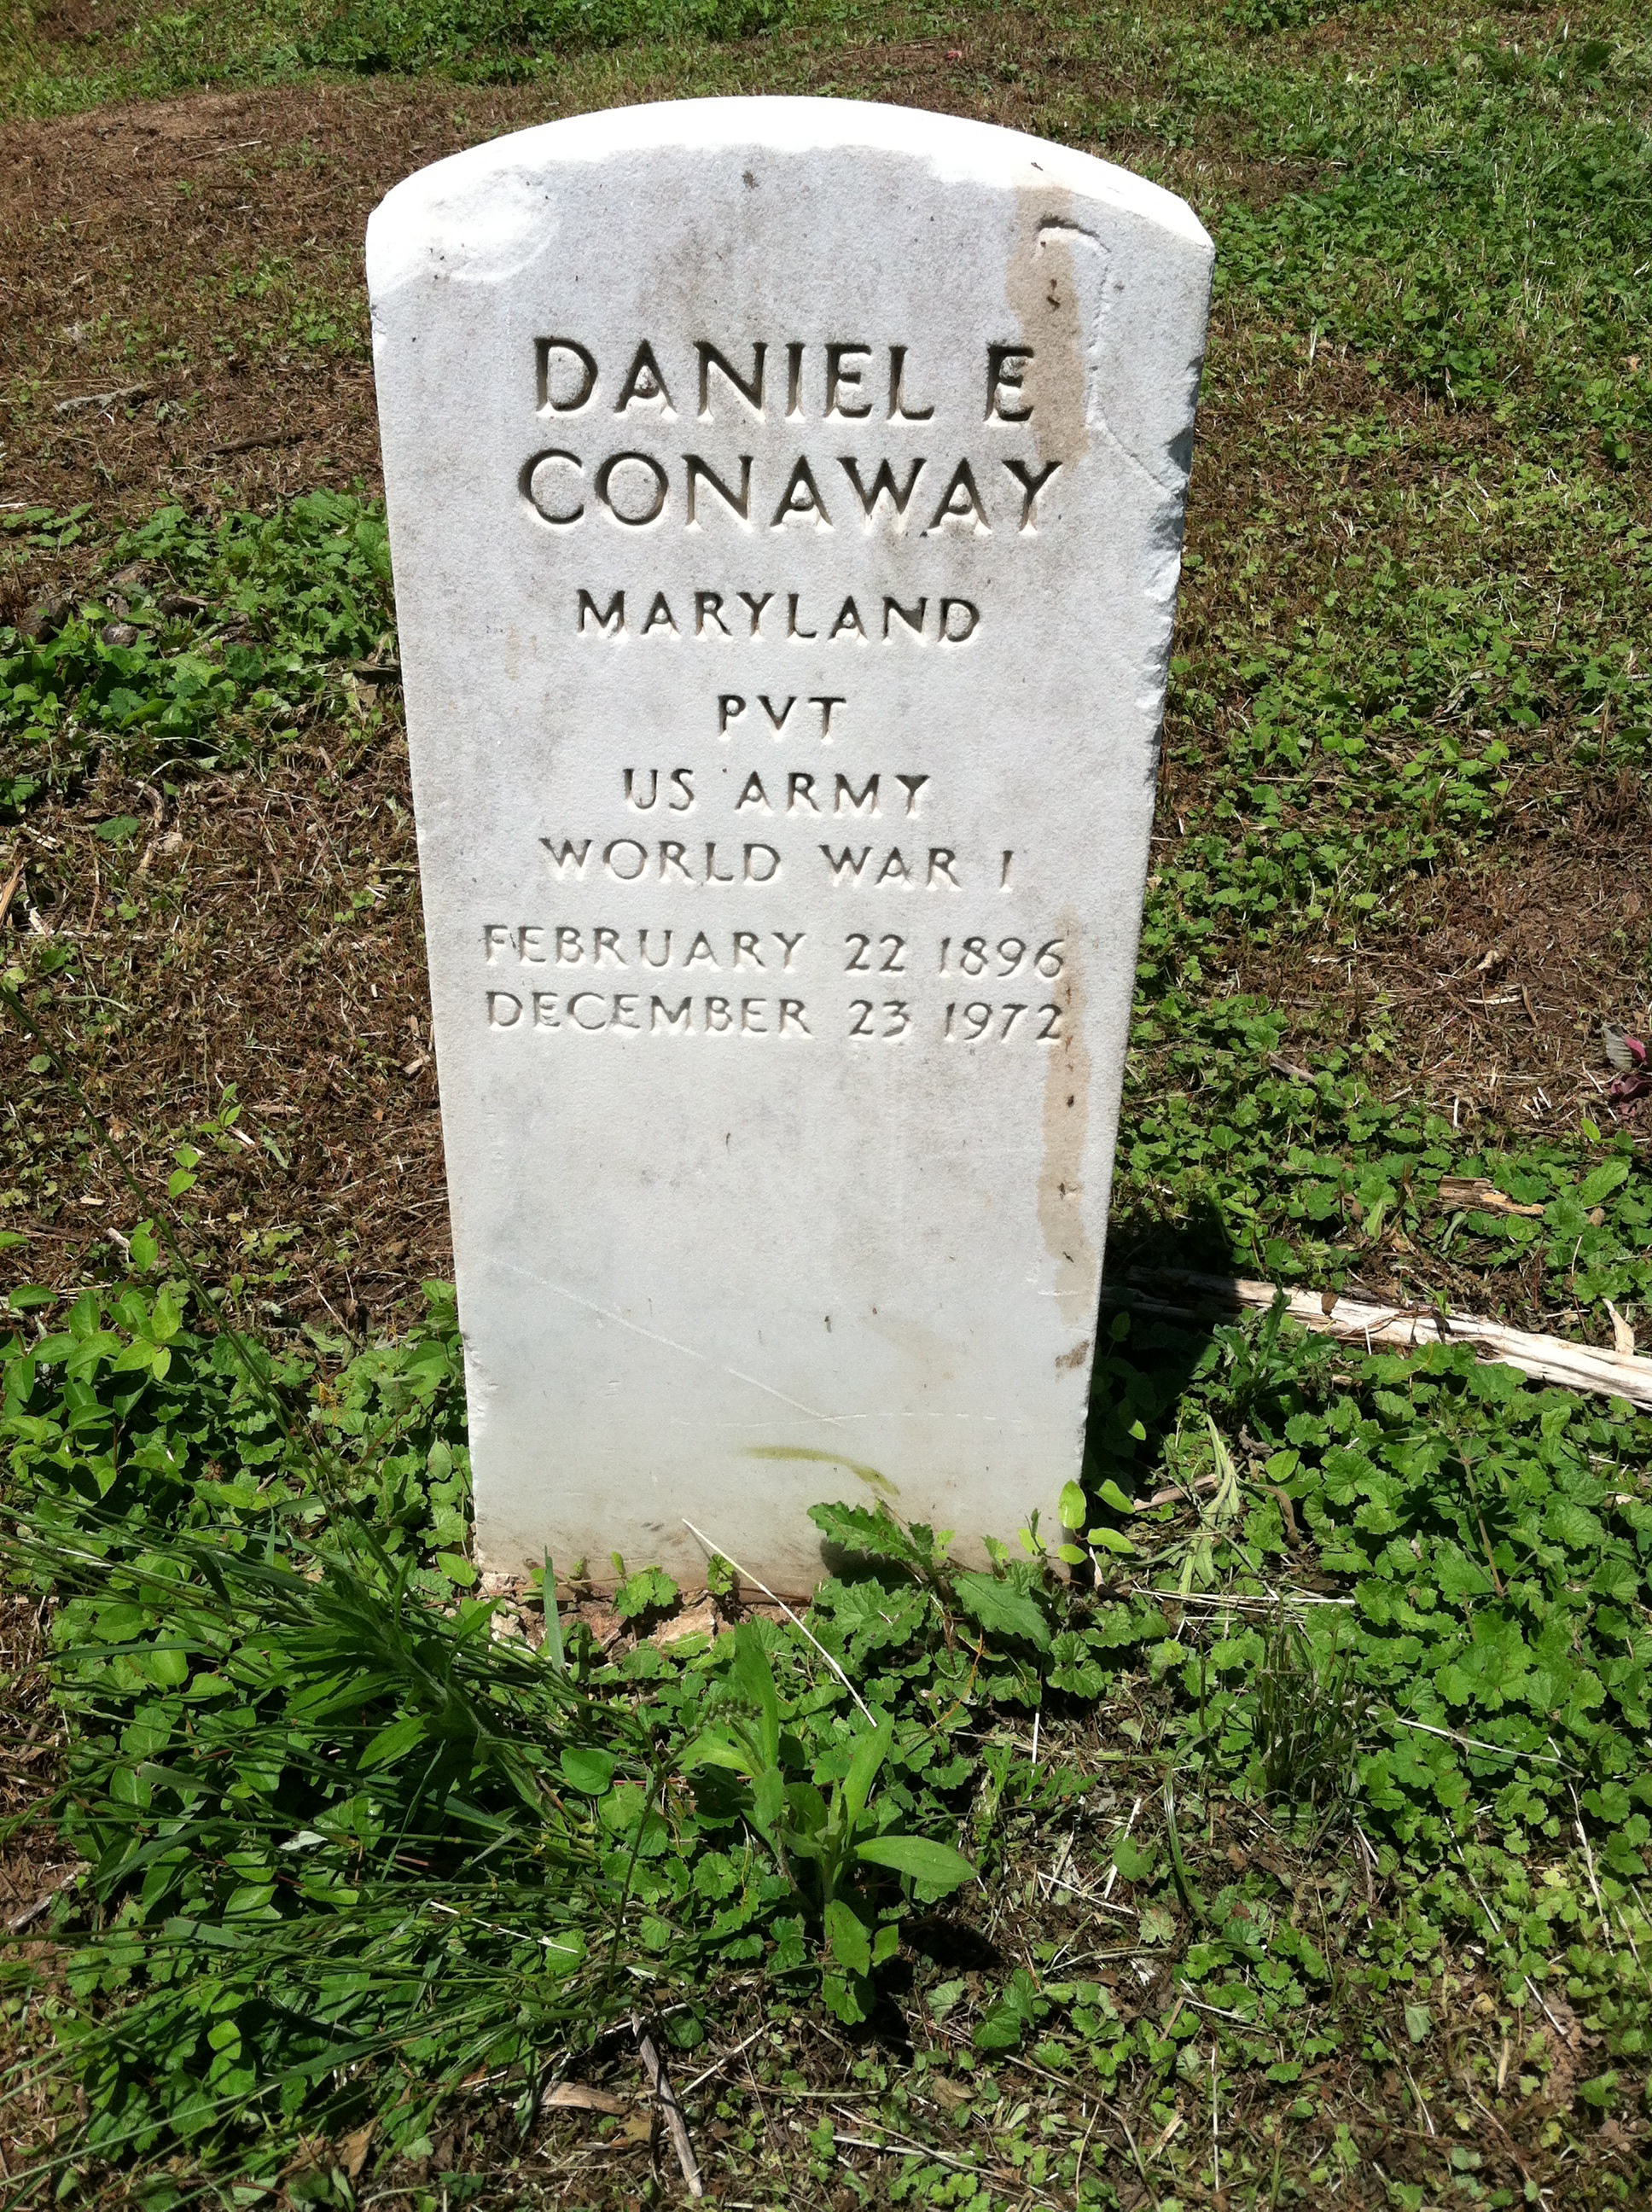 DANIEL E
CONAWAY
MARYLAND
PVT
US ARMY
WORLD WAR I
FEBRUARY 22 1896
DECEMBER 23 1972